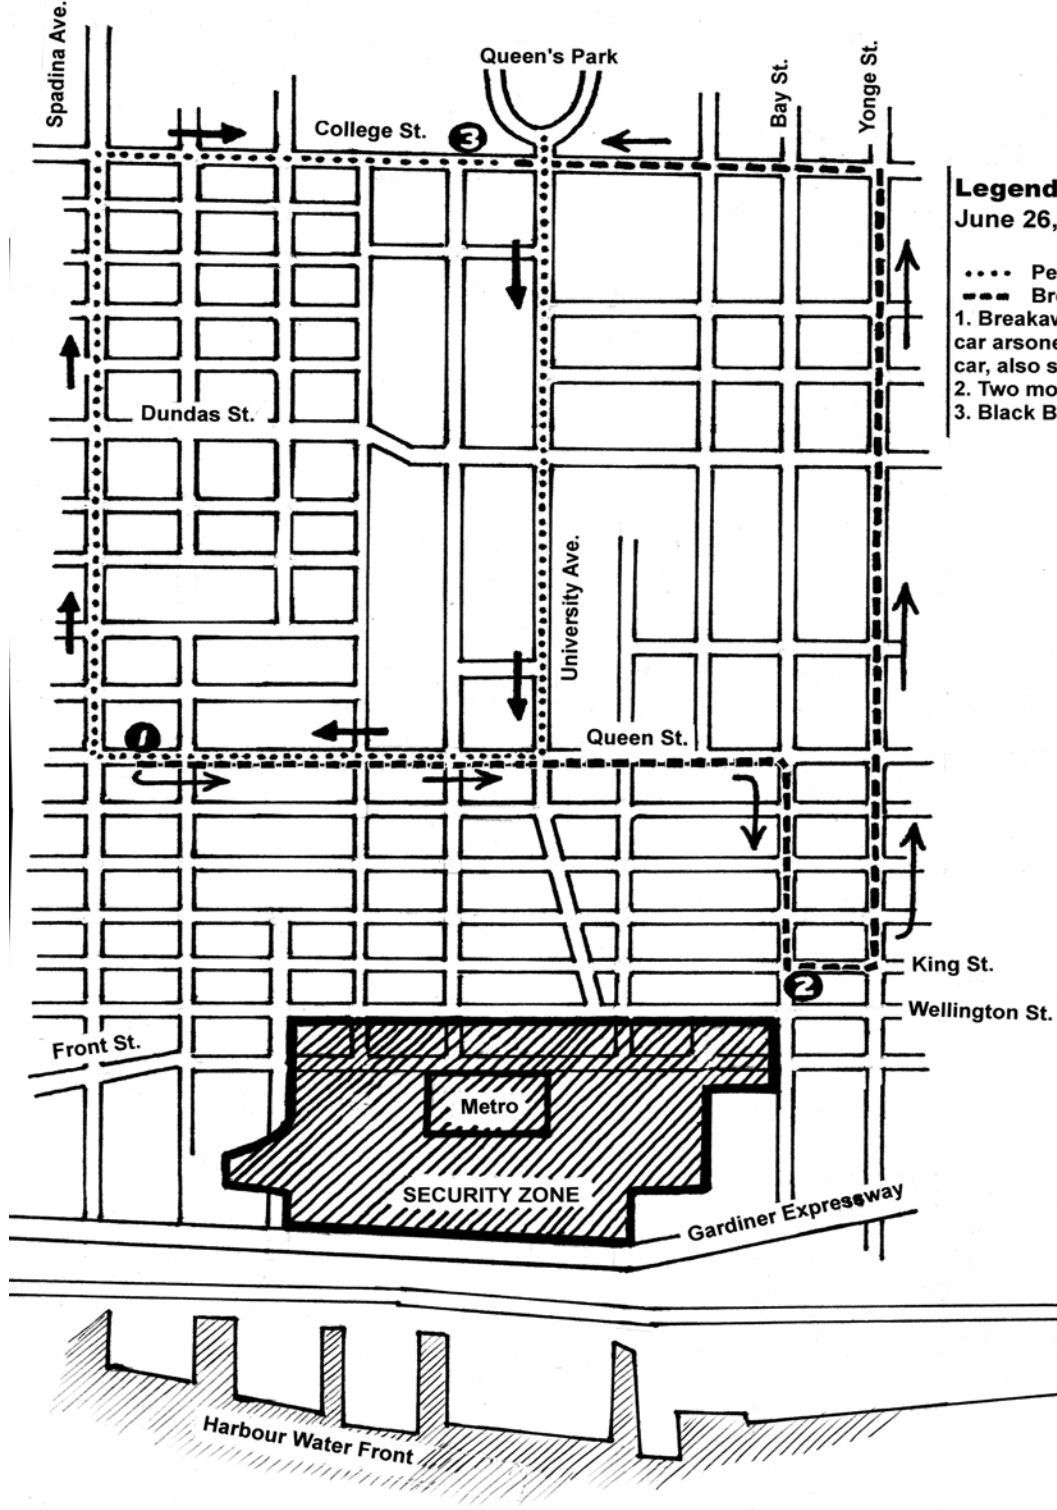 Spadina Ave.
Queen's Park
College St.
3
Bay St.
Yonge St.
Legend
June 26,
1. Breakaw
car arsone
car, also s
2. Two mo
3. Black B
Dundas St.
University Ave.
1
Queen St.
King St.
2
Wellington St.
Front St.
Metro
SECURITY ZONE
Gardiner Expressway
Harbour Water Front